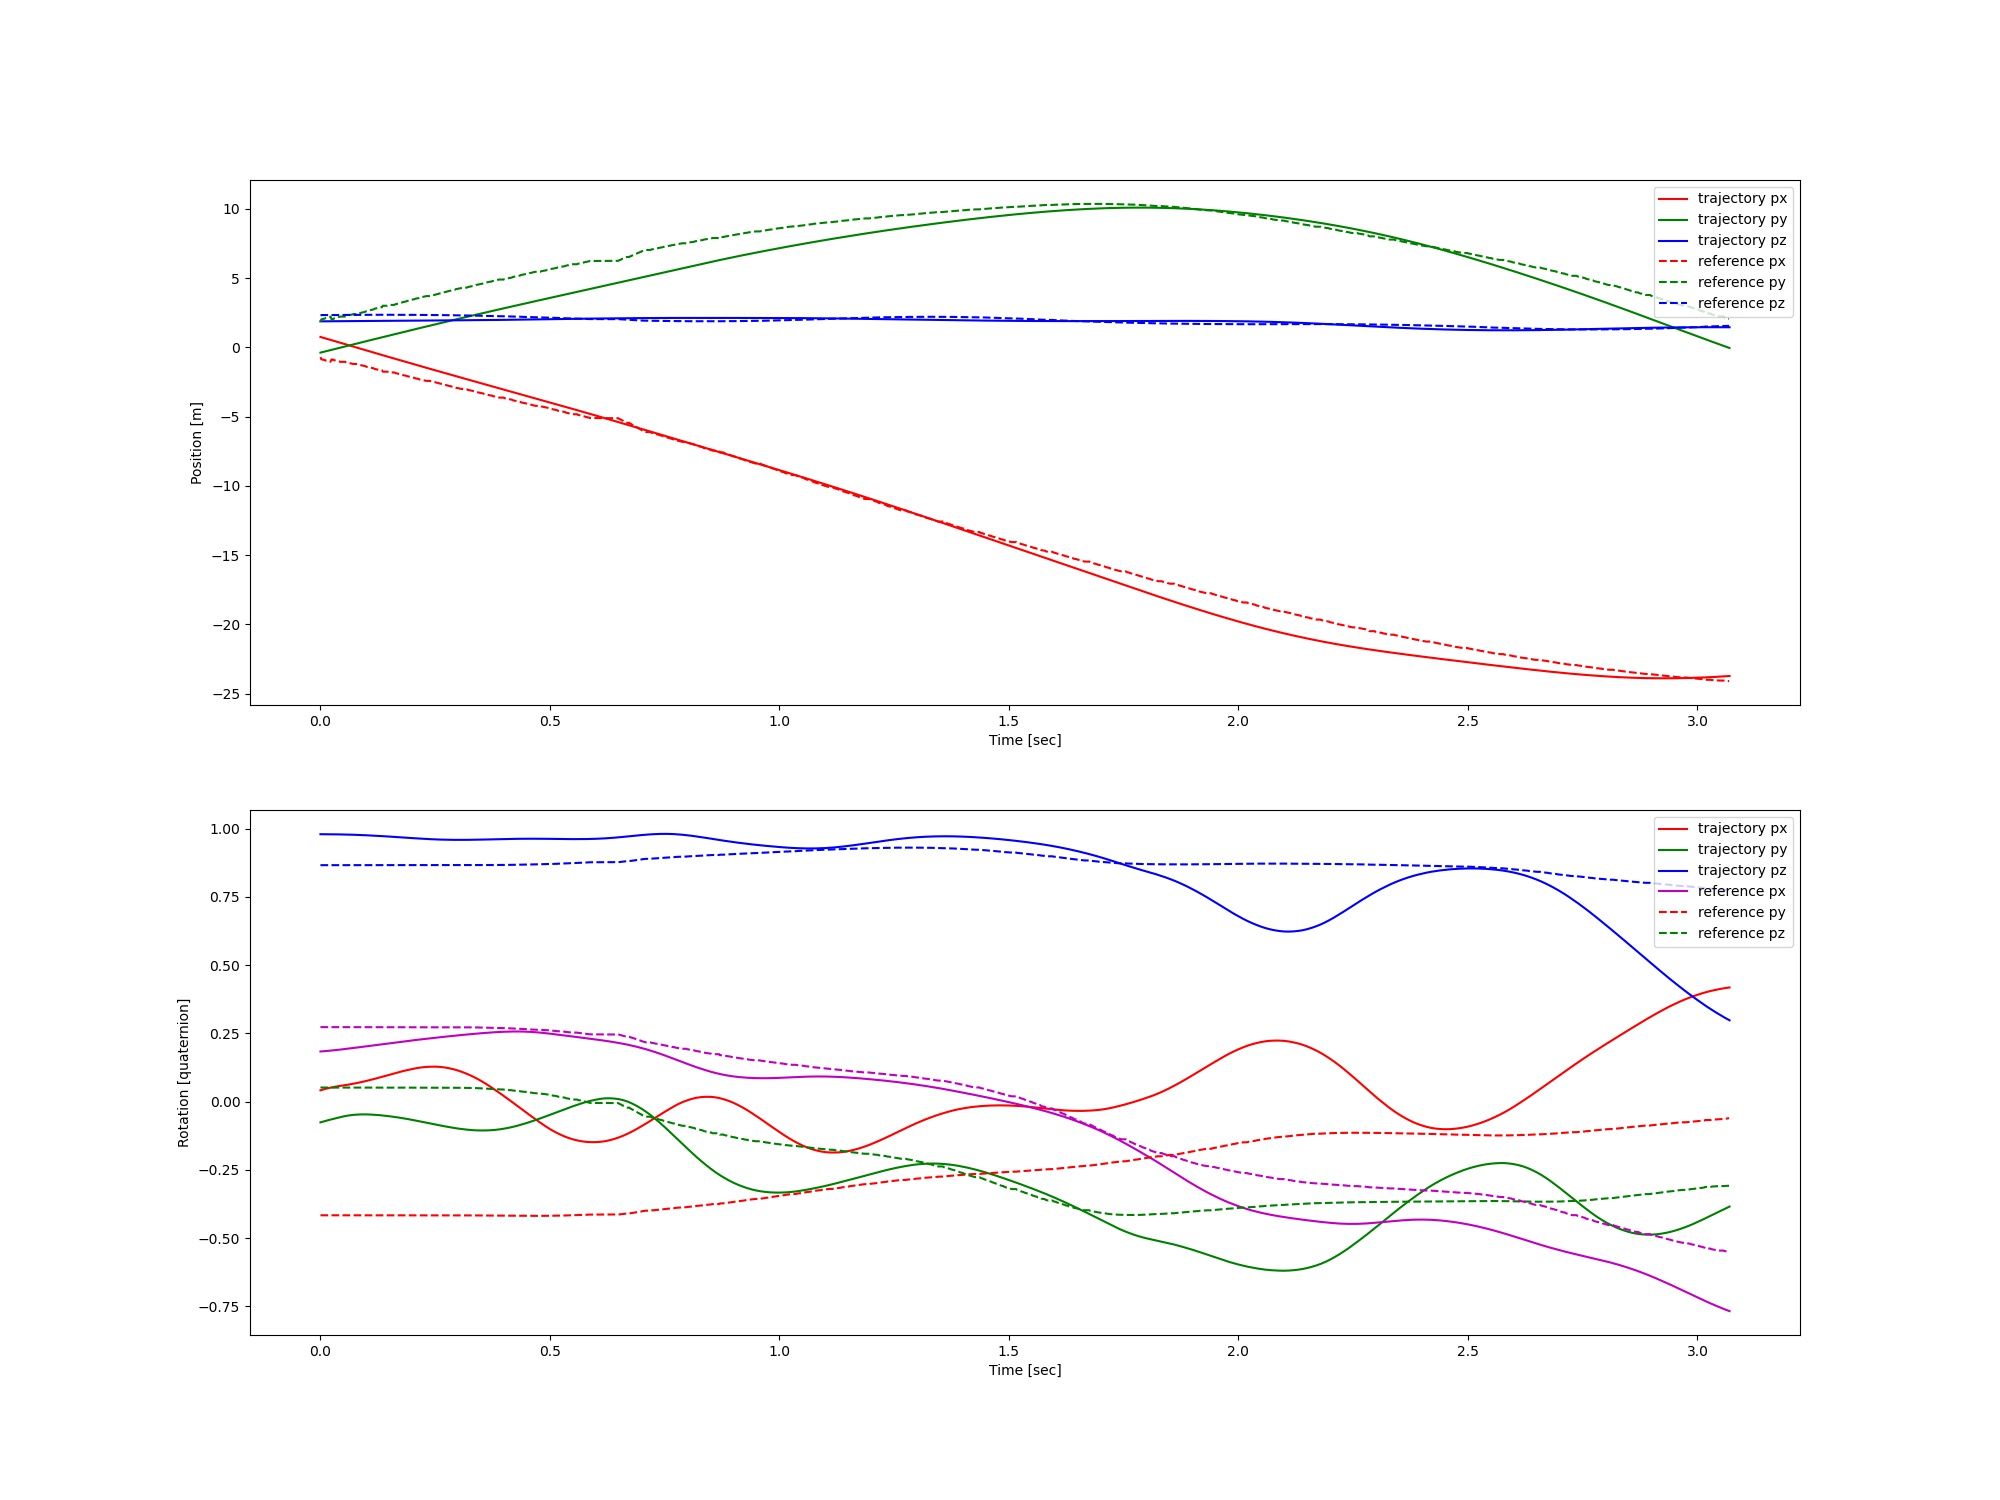 10
5
0
−5
−10
−15
−20
−25
Position [m]
trajectory px
trajectory py
trajectory pz
reference px
reference py
reference pz
0.0 0.5 1.0 1.5 2.0 2.5 3.0
Time [sec]
1.00
0.75
0.50
0.25
0.00
−0.25
−0.50
−0.75
Rotation [quaternion]
trajectory px
trajectory py
trajectory pz
reference px
reference py
reference pz
0.0 0.5 1.0 1.5 2.0 2.5 3.0
Time [sec]